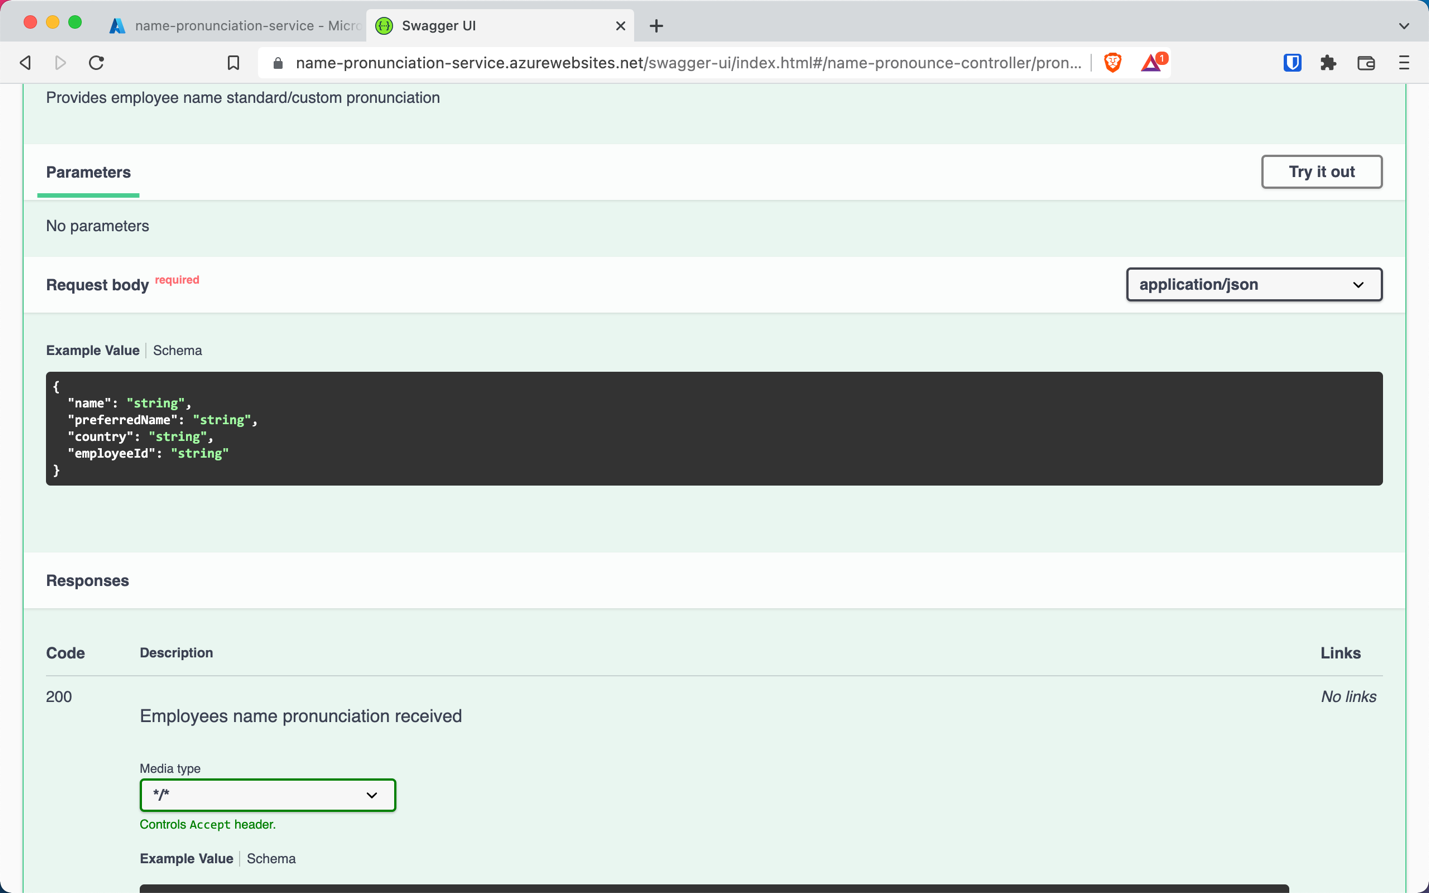 name-pronunciation-service - Micro
Swagger UI
name-pronunciation-service.azurewebsites.net/swagger-ui/index.html#/name-pronounce-controller/pron...
1
Provides employee name standard/custom pronunciation
Parameters
Try it out
No parameters
Request body required
application/json
Example Value | Schema
{
"name": "string",
"preferredName": "string",
"country": "string",
"employeeId": "string"
}
Responses
Code Description Links
200
Employees name pronunciation received
No links
Media type
*/*
Controls Accept header.
Example Value | Schema